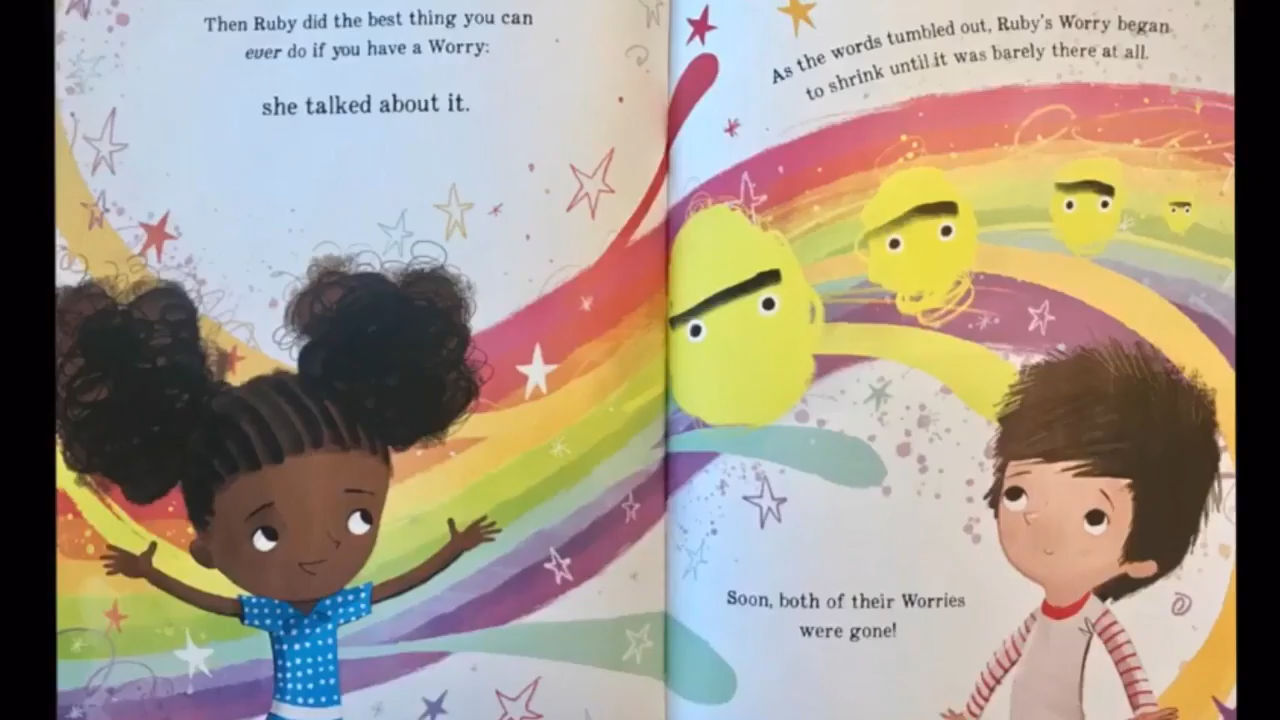 Then Ruby did the best thing you can
ever do if you have a Worry:
she talked about it.
As the words tumbled out, Ruby's Worry began
to shrink until it was barely there at all.
Soon, both of their Worries
were gone!